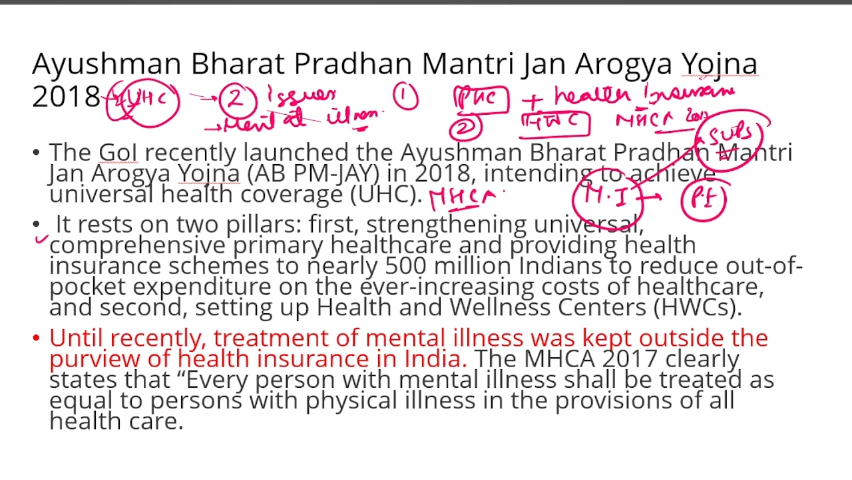 Ayushman Bharat Pradhan Mantri Jan Arogya Yojna
2018 UHC → 2 issues ① PHC + health Insurance
→ Mental illness ② HWC MHCA
Subs
• The GoI recently launched the Ayushman Bharat Pradhan Mantri
Jan Arogya Yojna (AB PM-JAY) in 2018, intending to achieve
universal health coverage (UHC). MHCA M.I → P.I
• It rests on two pillars: first, strengthening universal,
comprehensive primary healthcare and providing health
insurance schemes to nearly 500 million Indians to reduce out-of-
pocket expenditure on the ever-increasing costs of healthcare,
and second, setting up Health and Wellness Centers (HWCs).
• Until recently, treatment of mental illness was kept outside the
purview of health insurance in India. The MHCA 2017 clearly
states that “Every person with mental illness shall be treated as
equal to persons with physical illness in the provisions of all
health care.